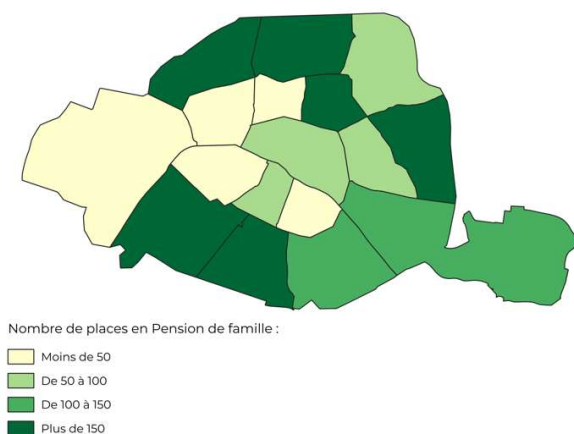 Nombre de places en Pension de famille :
Moins de 50
De 50 à 100
De 100 à 150
Plus de 150